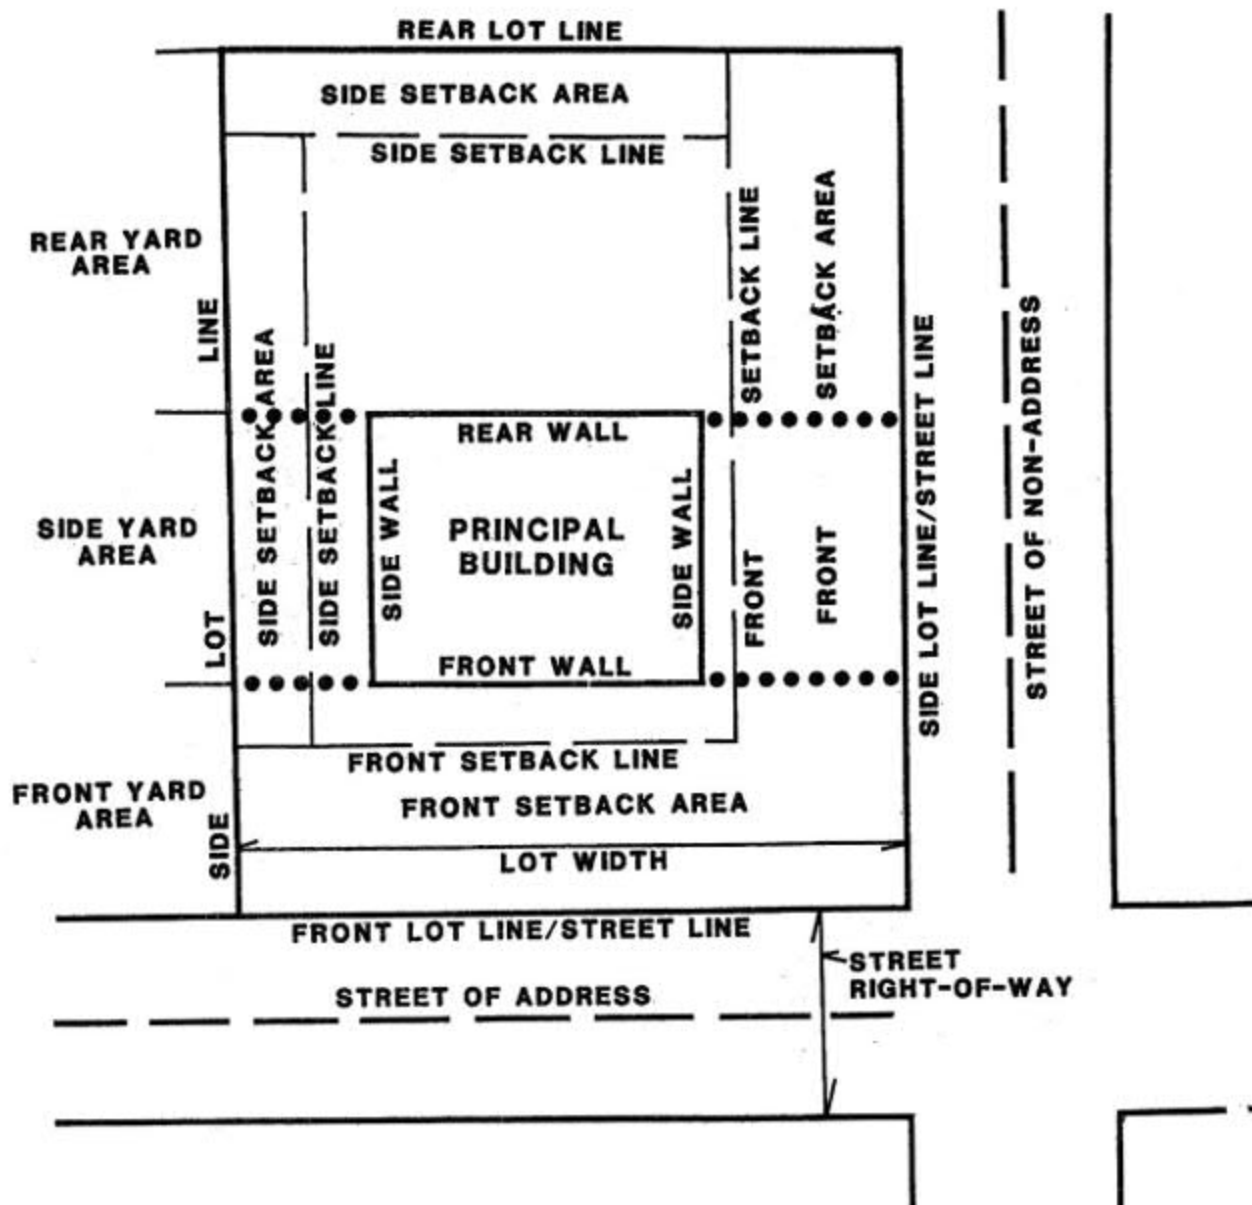 REAR LOT LINE
SIDE SETBACK AREA
SIDE SETBACK LINE
REAR YARD
AREA
SIDE LOT LINE
SIDE SETBACK AREA
SIDE SETBACK LINE
FRONT SETBACK LINE
FRONT SETBACK AREA
SIDE LOT LINE/STREET LINE
STREET OF NON-ADDRESS
REAR WALL
SIDE YARD
AREA
SIDE WALL
PRINCIPAL
BUILDING
SIDE WALL
FRONT WALL
FRONT SETBACK LINE
FRONT YARD
AREA
FRONT SETBACK AREA
LOT WIDTH
FRONT LOT LINE/STREET LINE
STREET
RIGHT-OF-WAY
STREET OF ADDRESS